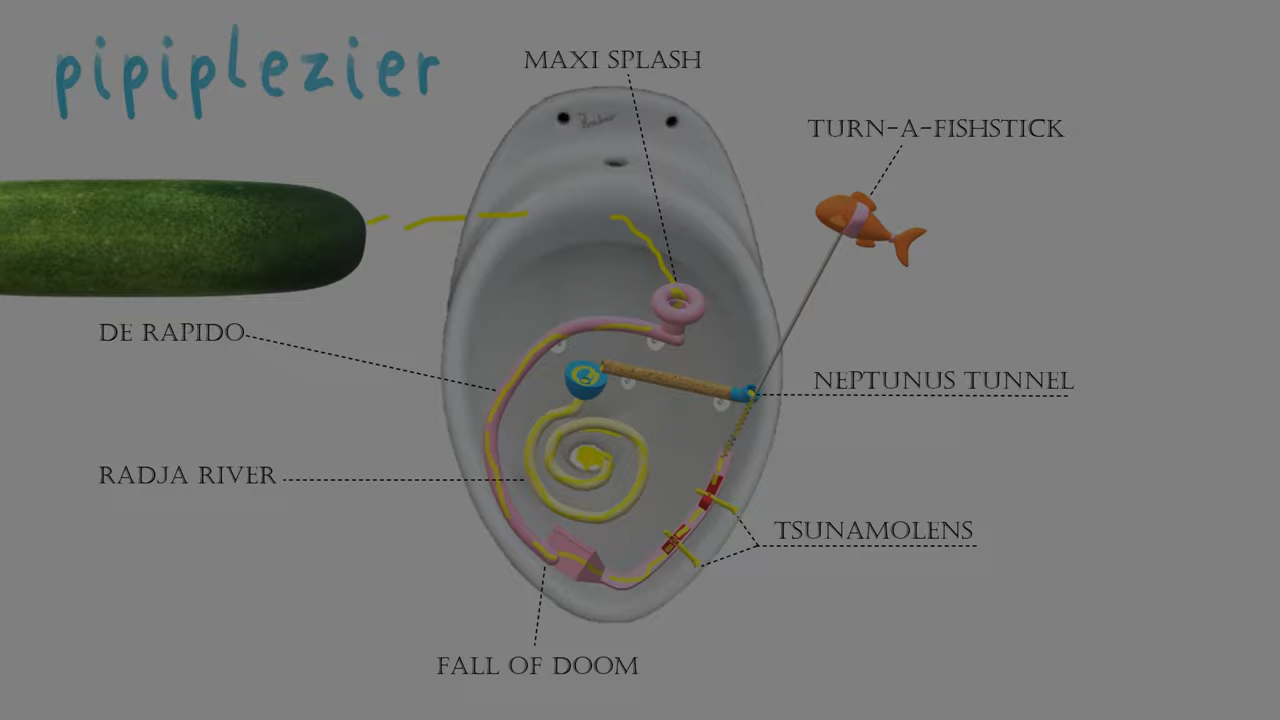 pipiplezier
MAXI SPLASH
TURN-A-FISHSTICK
DE RAPIDO
NEPTUNUS TUNNEL
RADJA RIVER
TSUNAMOLENS
FALL OF DOOM